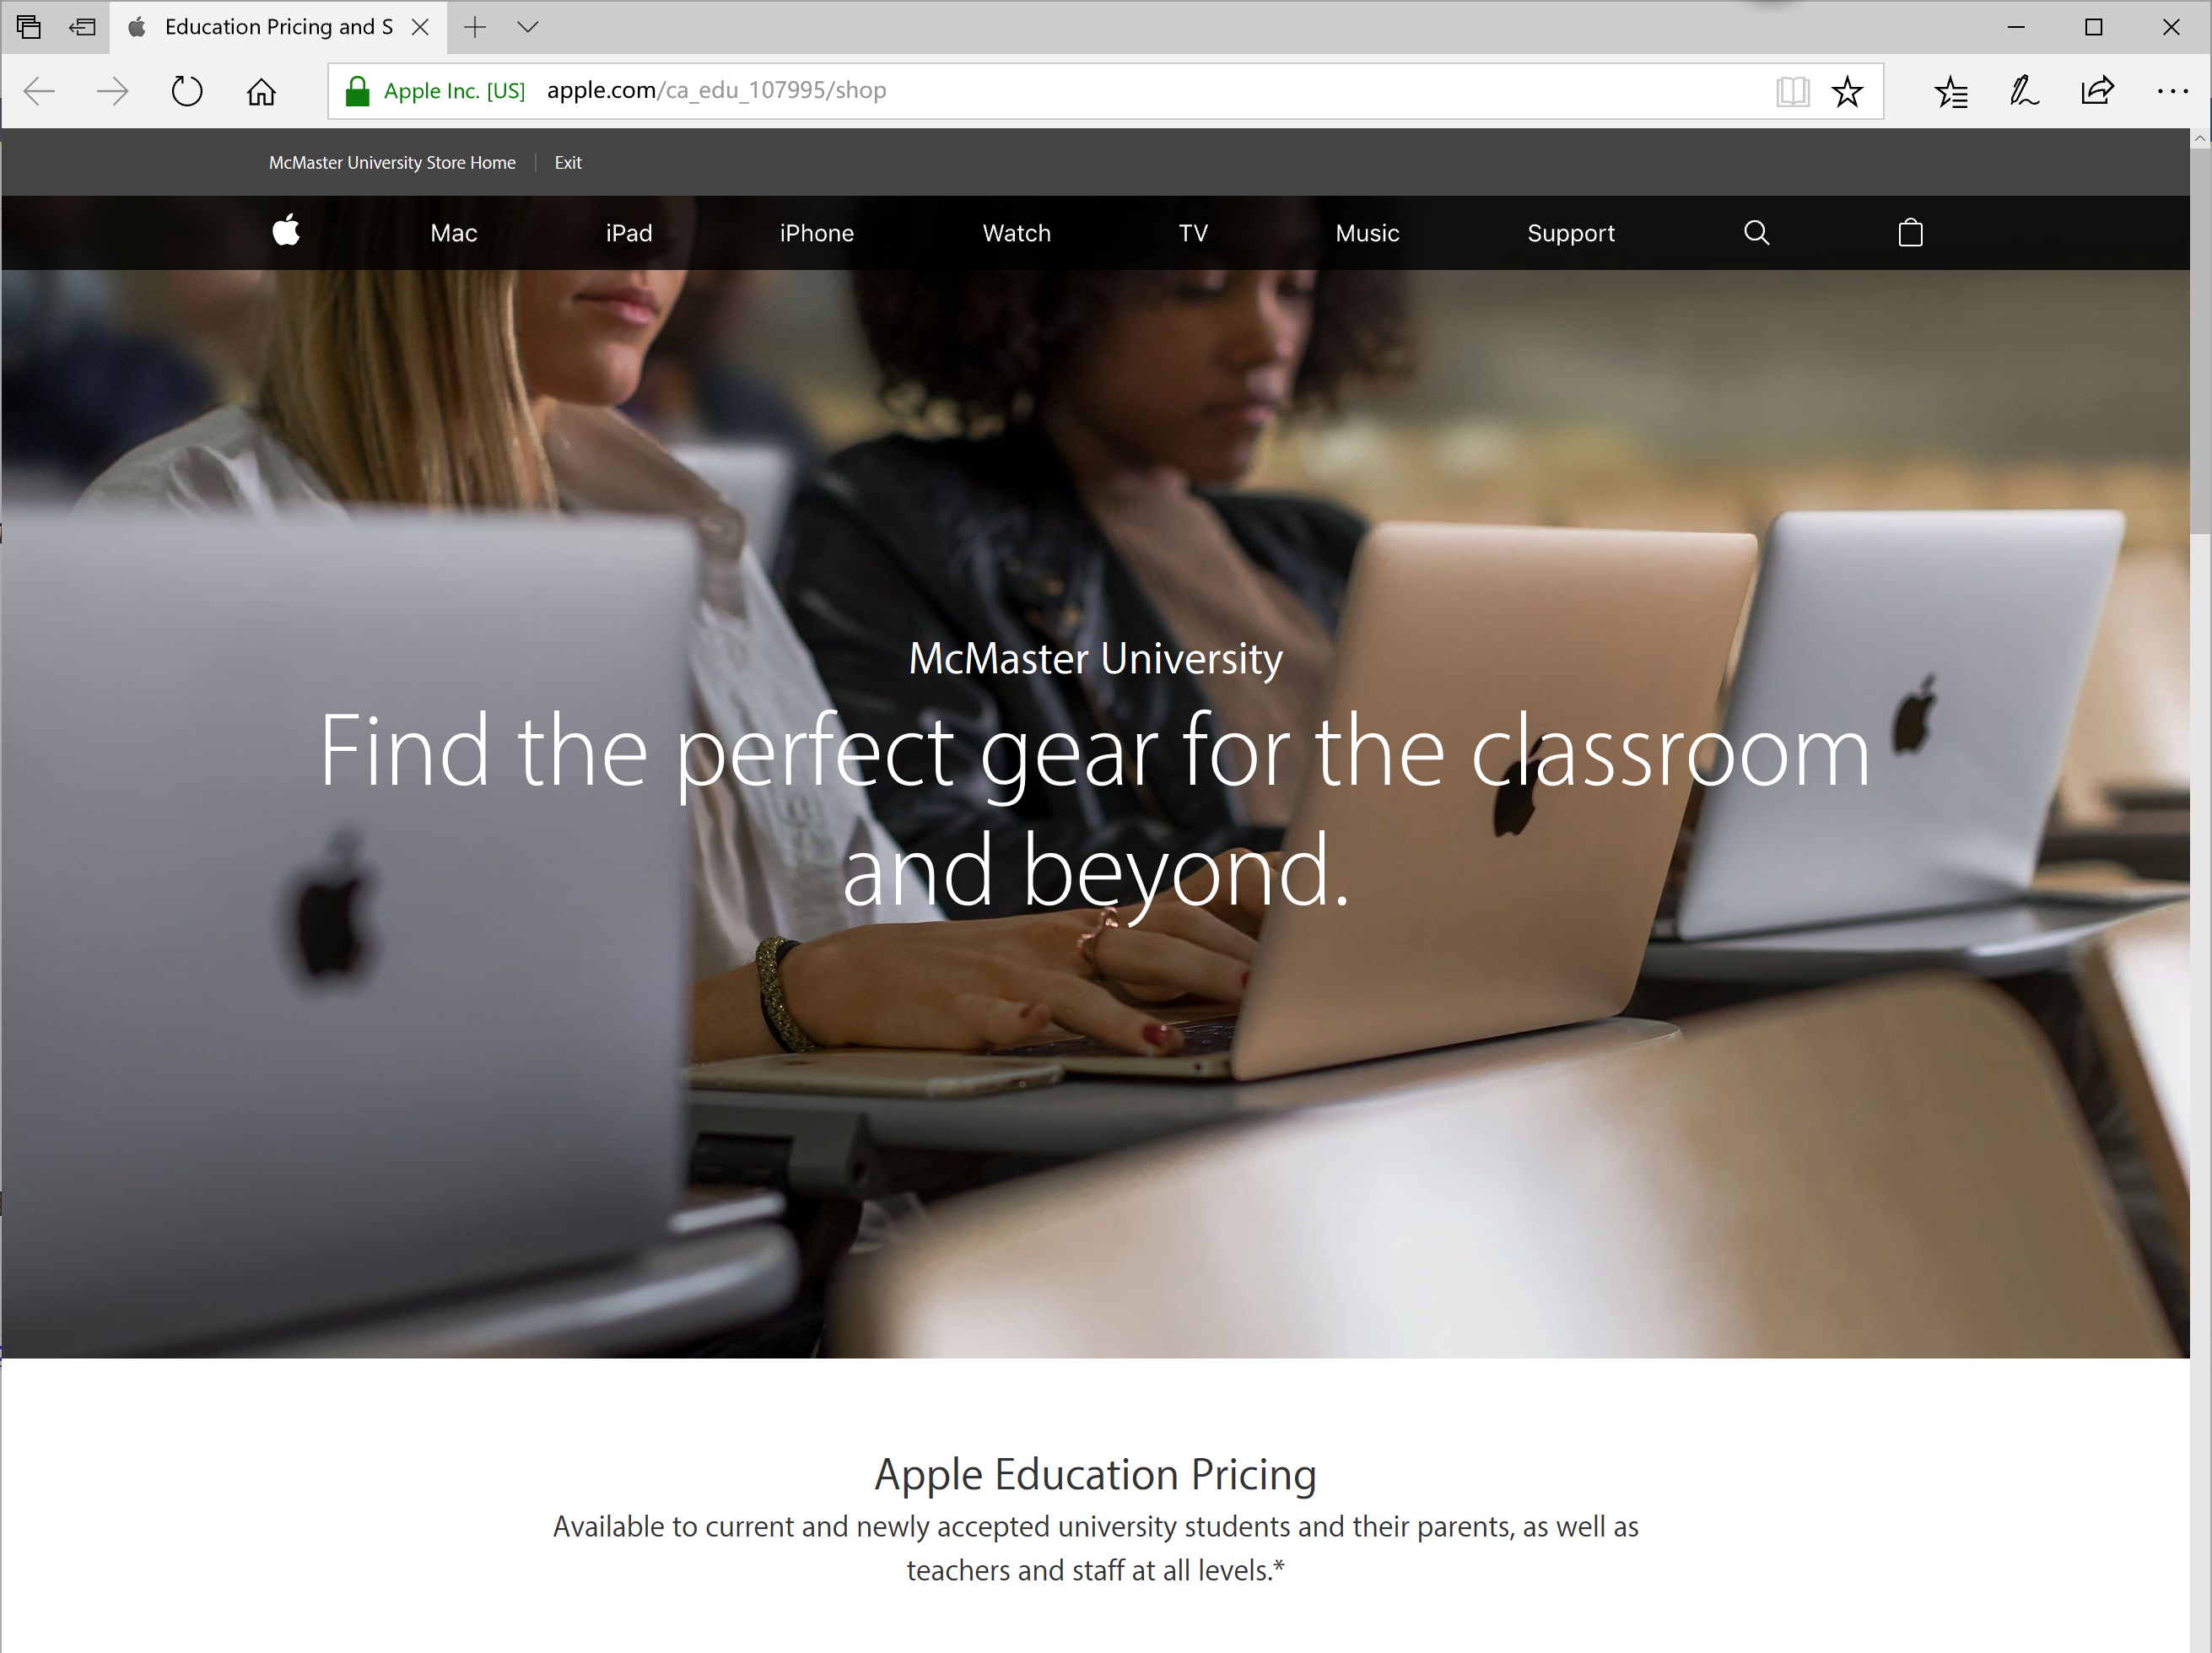 Education Pricing and S
Apple Inc. [US] apple.com/ca_edu_107995/shop
McMaster University Store Home Exit
Mac iPad iPhone Watch TV Music Support
McMaster University
Find the perfect gear for the classroom
and beyond.
Apple Education Pricing
Available to current and newly accepted university students and their parents, as well as
teachers and staff at all levels.*